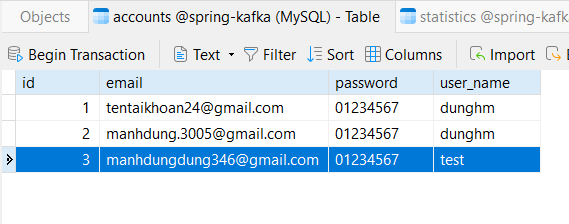 Objects accounts @spring-kafka (MySQL) - Table statistics @spring-kafk
Begin Transaction Text Filter Sort Columns Import
id email password user_name
1 tentaikhoan24@gmail.com 01234567 dunghm
2 manhdung.3005@gmail.com 01234567 dunghm
3 manhdungdung346@gmail.com 01234567 test